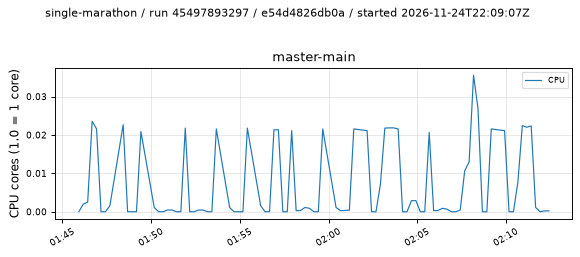 single-marathon / run 45497893297 / e54d4826db0a / started 2026-11-24T22:09:07Z
master-main
CPU
CPU cores (1.0 = 1 core)
0.03
0.02
0.01
0.00
01:45
01:50
01:55
02:00
02:05
02:10